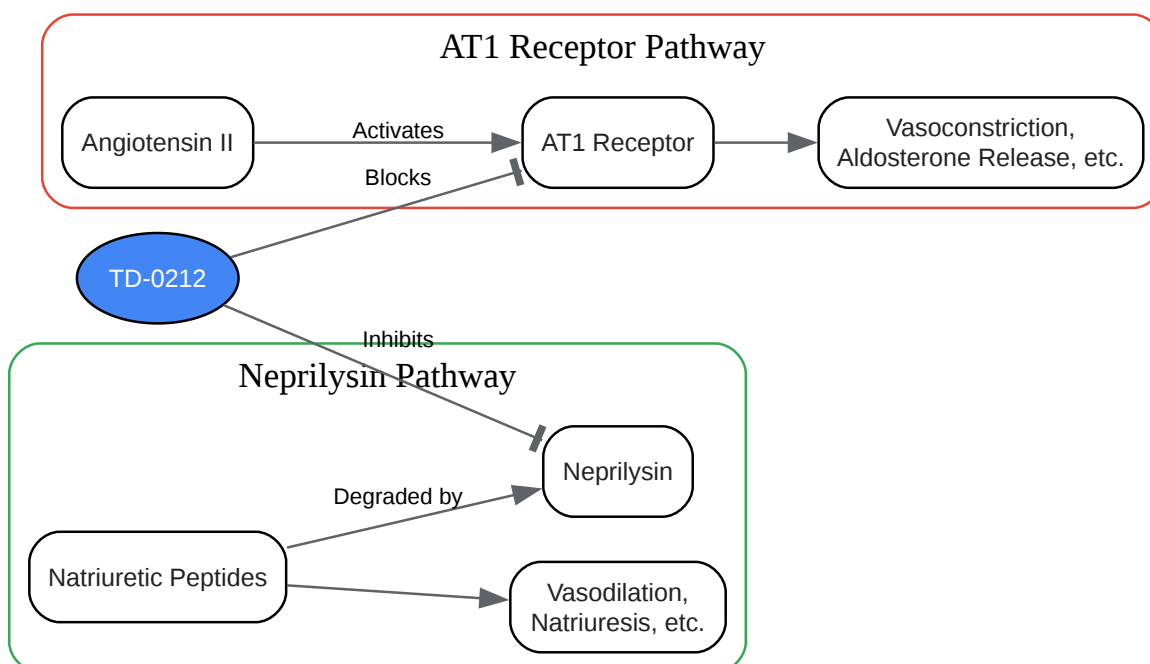 AT1 Receptor Pathway
Angiotensin II
Activates
AT1 Receptor
Vasoconstriction,
Aldosterone Release, etc.
Blocks
TD-0212
Inhibits
Neprilysin Pathway
Neprilysin
Degraded by
Natriuretic Peptides
Vasodilation,
Natriuresis, etc.